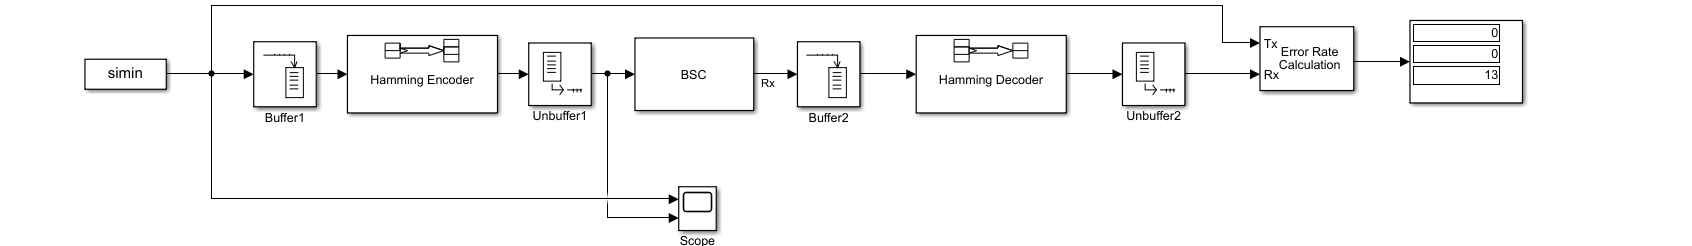 simin
Buffer1
Hamming Encoder
Unbuffer1
BSC
Rx
Buffer2
Hamming Decoder
Unbuffer2
Tx
Rx
Error Rate
Calculation
0
0
13
Scope